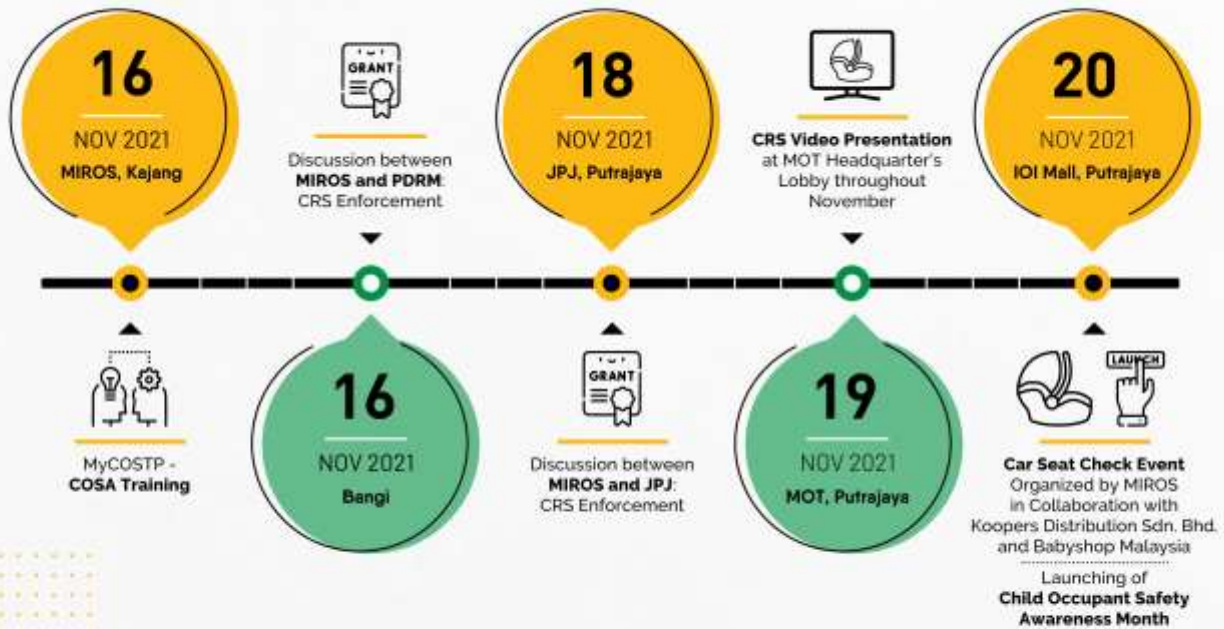 16
NOV 2021
MIROS, Kajang
MyCOSTP -
COSA Training
GRANT
Discussion between
MIROS and PDRM:
CRS Enforcement
16
NOV 2021
Bangi
18
NOV 2021
JPJ, Putrajaya
GRANT
Discussion between
MIROS and JPJ:
CRS Enforcement
CRS Video Presentation
at MOT Headquarter's
Lobby throughout
November
19
NOV 2021
MOT, Putrajaya
20
NOV 2021
IOI Mall, Putrajaya
LAUNCH
Car Seat Check Event
Organized by MIROS
in Collaboration with
Koopers Distribution Sdn. Bhd.
and Babyshop Malaysia
Launching of
Child Occupant Safety
Awareness Month